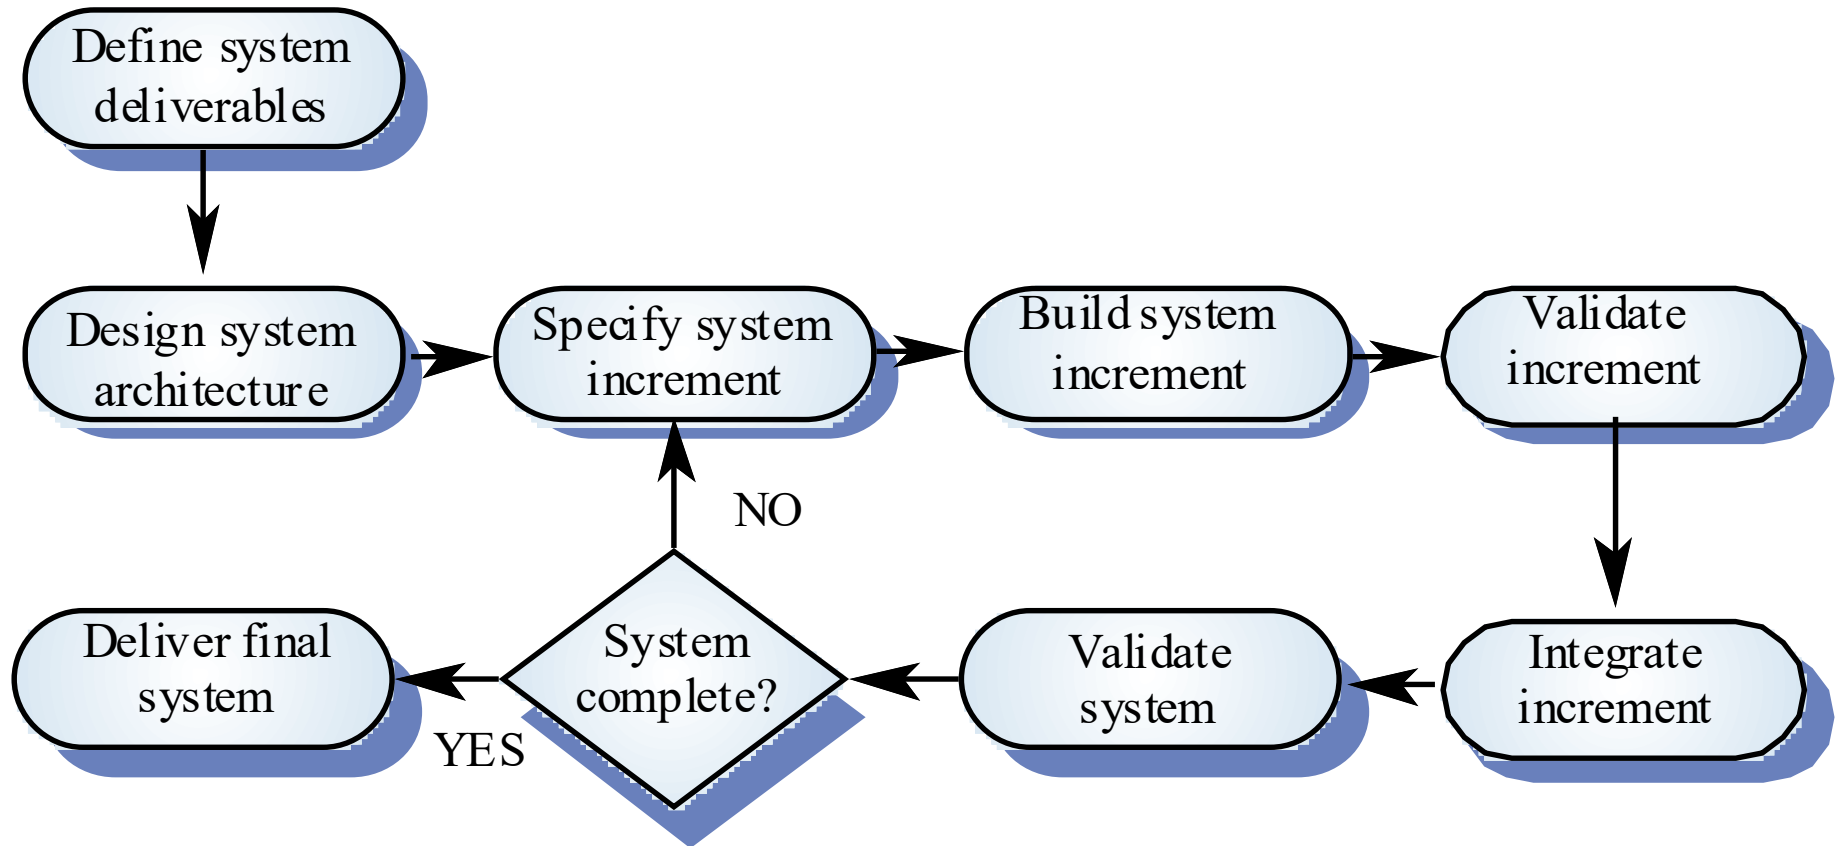 Define system
deliverables
Design system
architecture
Specify system
increment
Build system
increment
Validate
increment
NO
Deliver final
system
YES
System
complete?
Validate
system
Integrate
increment